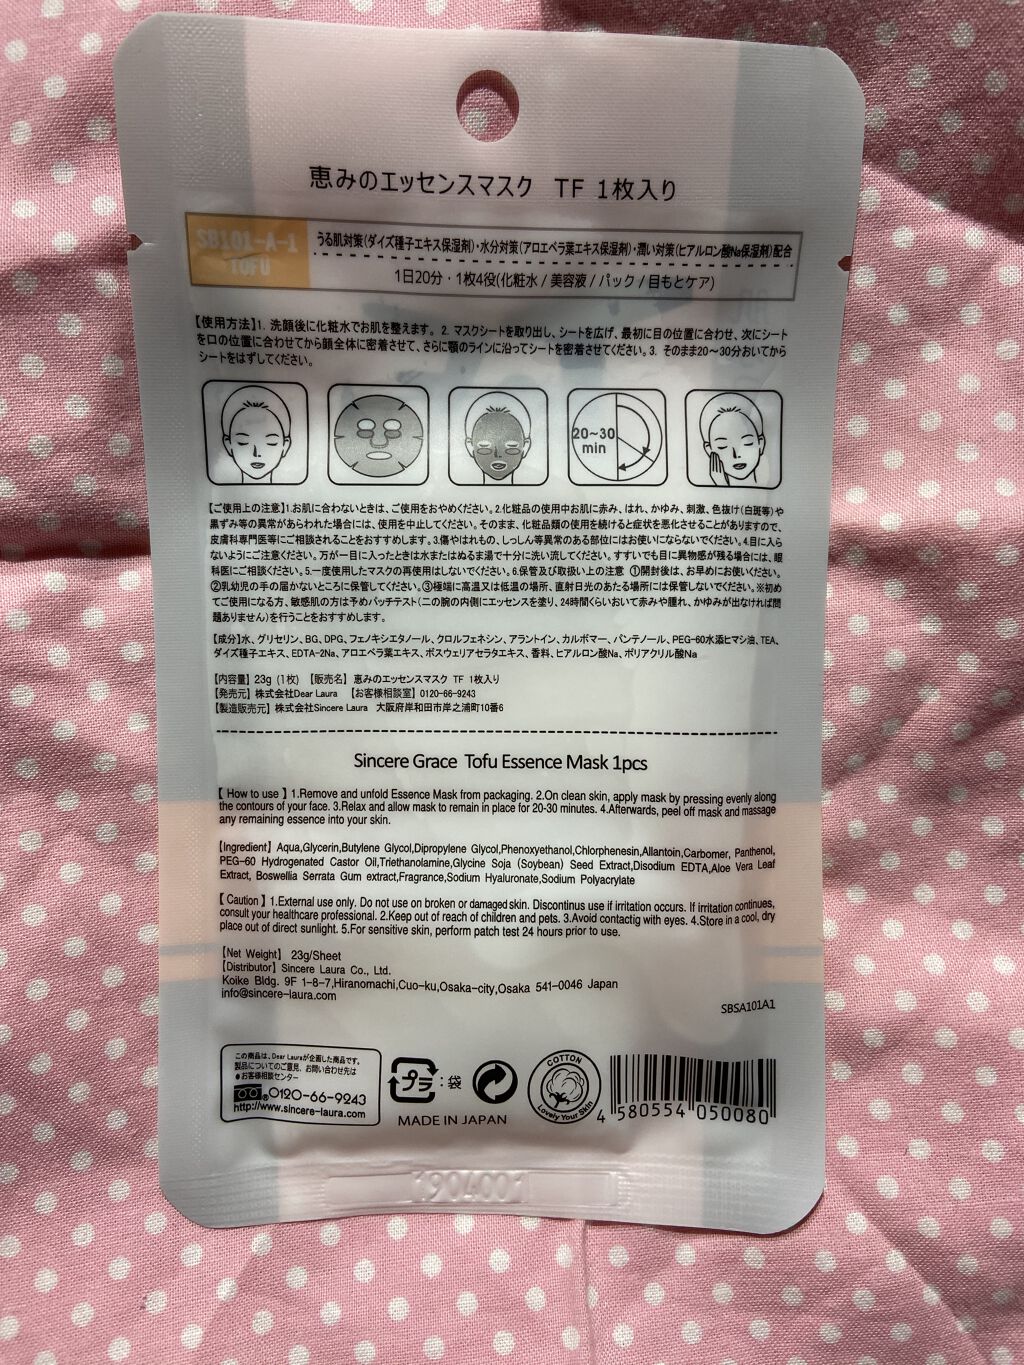 恵みのエッセンスマスク TF 1枚入り
SB101-A-1
TOFU
うる肌対策(ダイズ種子エキス保湿剤)・水分対策(アロエベラ葉エキス保湿剤)・潤い対策(ヒアルロン酸Na保湿剤)配合
1日20分・1枚4役(化粧水 / 美容液 / パック / 目もとケア)
【使用方法】1. 洗顔後に化粧水でお肌を整えます。2. マスクシートを取り出し、シートを広げ、最初に目の位置に合わせ、次にシート
を口の位置に合わせてから顔全体に密着させて、さらに顎のラインに沿ってシートを密着させてください。3. そのまま20～30分おいてから
シートをはずしてください。
20~30
min
【ご使用上の注意】1.お肌に合わないときは、ご使用をおやめください。2.化粧品の使用中お肌に赤み、はれ、かゆみ、刺激、色抜け(白斑等)や
黒ずみ等の異常があらわれた場合には、使用を中止してください。そのまま、化粧品類の使用を続けると症状を悪化させることがありますので、
皮膚科専門医等にご相談されることをおすすめします。3.傷やはれもの、しっしん等異常のある部位にはお使いにならないでください。4.目に入ら
ないようにご注意ください。万が一目に入ったときは水またはぬるま湯で十分に洗い流してください。すすいでも目に異物感が残る場合には、眼
科医にご相談ください。5.一度使用したマスクの再使用はしないでください。6.保管及び取扱い上の注意 ①開封後は、お早めにお使いください。
②乳幼児の手の届かないところに保管してください。③極端に高温又は低温の場所、直射日光のあたる場所には保管しないでください。※初め
てご使用になる方、敏感肌の方は予めパッチテスト(二の腕の内側にエッセンスを塗り、24時間くらいおいて赤みや腫れ、かゆみが出なければ問
題ありません)を行うことをおすすめします。
【成分】水、グリセリン、BG、DPG、フェノキシエタノール、クロルフェネシン、アラントイン、カルボマー、パンテノール、PEG-60水添ヒマシ油、TEA、
ダイズ種子エキス、EDTA-2Na、アロエベラ葉エキス、ボスウェリアセラタエキス、香料、ヒアルロン酸Na、ポリアクリル酸Na
【内容量】23g (1枚) 【販売名】 恵みのエッセンスマスク TF 1枚入り
【発売元】株式会社Dear Laura 【お客様相談室】0120-66-9243
【製造販売元】株式会社Sincere Laura 大阪府岸和田市岸之浦町10番6
Sincere Grace Tofu Essence Mask 1pcs
【 How to use 】1.Remove and unfold Essence Mask from packaging. 2.On clean skin, apply mask by pressing evenly along
the contours of your face. 3.Relax and allow mask to remain in place for 20-30 minutes. 4.Afterwards, peel off mask and massage
any remaining essence into your skin.
【Ingredient】Aqua,Glycerin,Butylene Glycol,Dipropylene Glycol,Phenoxyethanol,Chlorphenesin,Allantoin,Carbomer, Panthenol,
PEG-60 Hydrogenated Castor Oil,Triethanolamine,Glycine Soja (Soybean) Seed Extract,Disodium EDTA,Aloe Vera Leaf
Extract, Boswellia Serrata Gum extract,Fragrance,Sodium Hyaluronate,Sodium Polyacrylate
【 Caution 】1.External use only. Do not use on broken or damaged skin. Discontinus use if irritation occurs. If irritation continues,
consult your healthcare professional. 2.Keep out of reach of children and pets. 3.Avoid contactig with eyes. 4.Store in a cool, dry
place out of direct sunlight. 5.For sensitive skin, perform patch test 24 hours prior to use.
【Net Weight】 23g/Sheet
【Distributor】Sincere Laura Co., Ltd.
Koike Bldg. 9F 1-8-7,Hiranomachi,Cuo-ku,Osaka-city,Osaka 541-0046 Japan
info@sincere-laura.com
SBSA101A1
この商品は、Dear Lauraが企画した商品です。
製品についてのご意見、お問い合わせ先は
●お客様相談センター
0120-66-9243
http://www.sincere-laura.com
プラ :袋
MADE IN JAPAN
COTTON
Lovely Your Skin
4 580554 050080
1904001